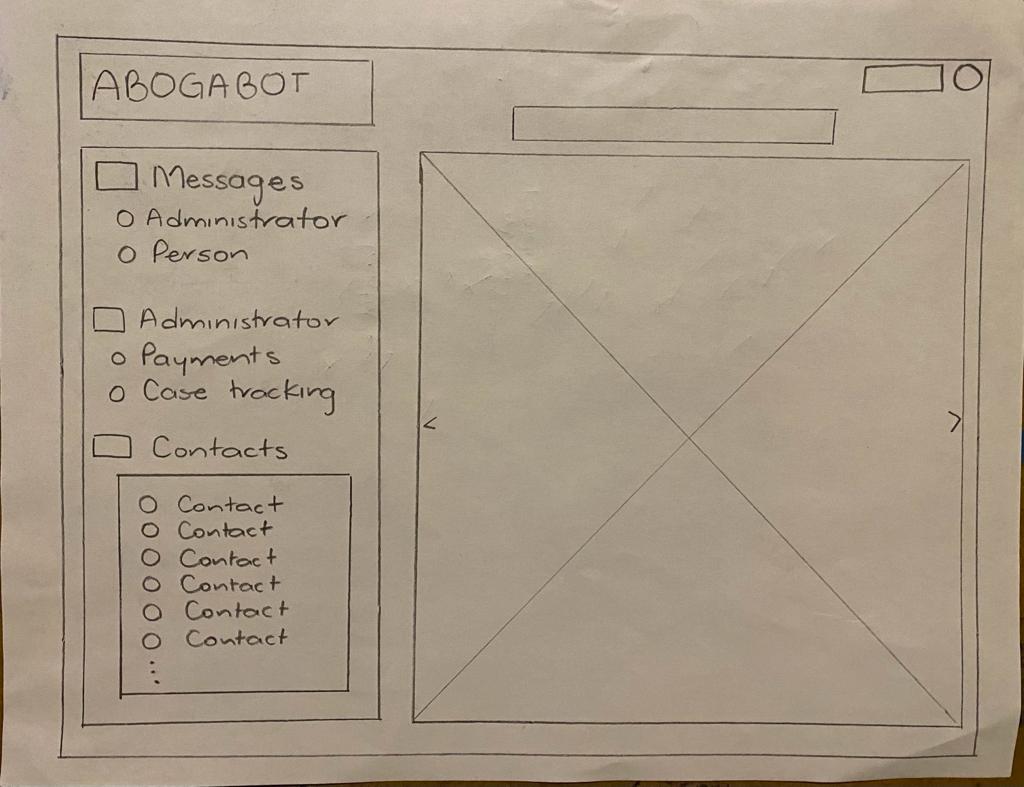 ABOGABOT
Messages
Administrator
Person
Administrator
Payments
Case tracking
Contacts
Contact
Contact
Contact
Contact
Contact
Contact
...
< >